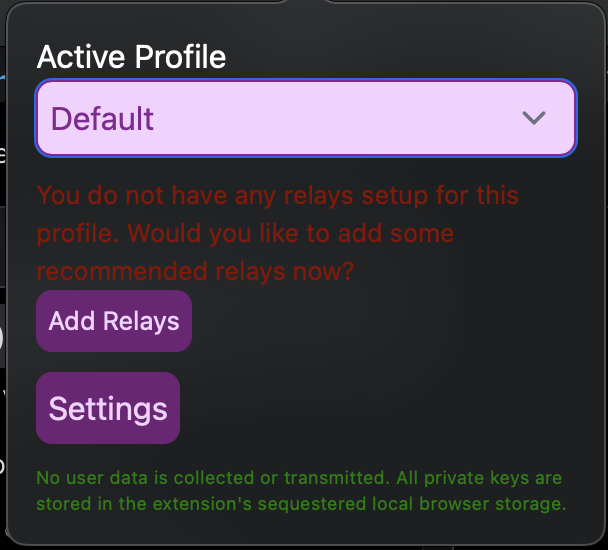 Active Profile
Default
You do not have any relays setup for this
profile. Would you like to add some
recommended relays now?
Add Relays
Settings
No user data is collected or transmitted. All private keys are
stored in the extension's sequestered local browser storage.